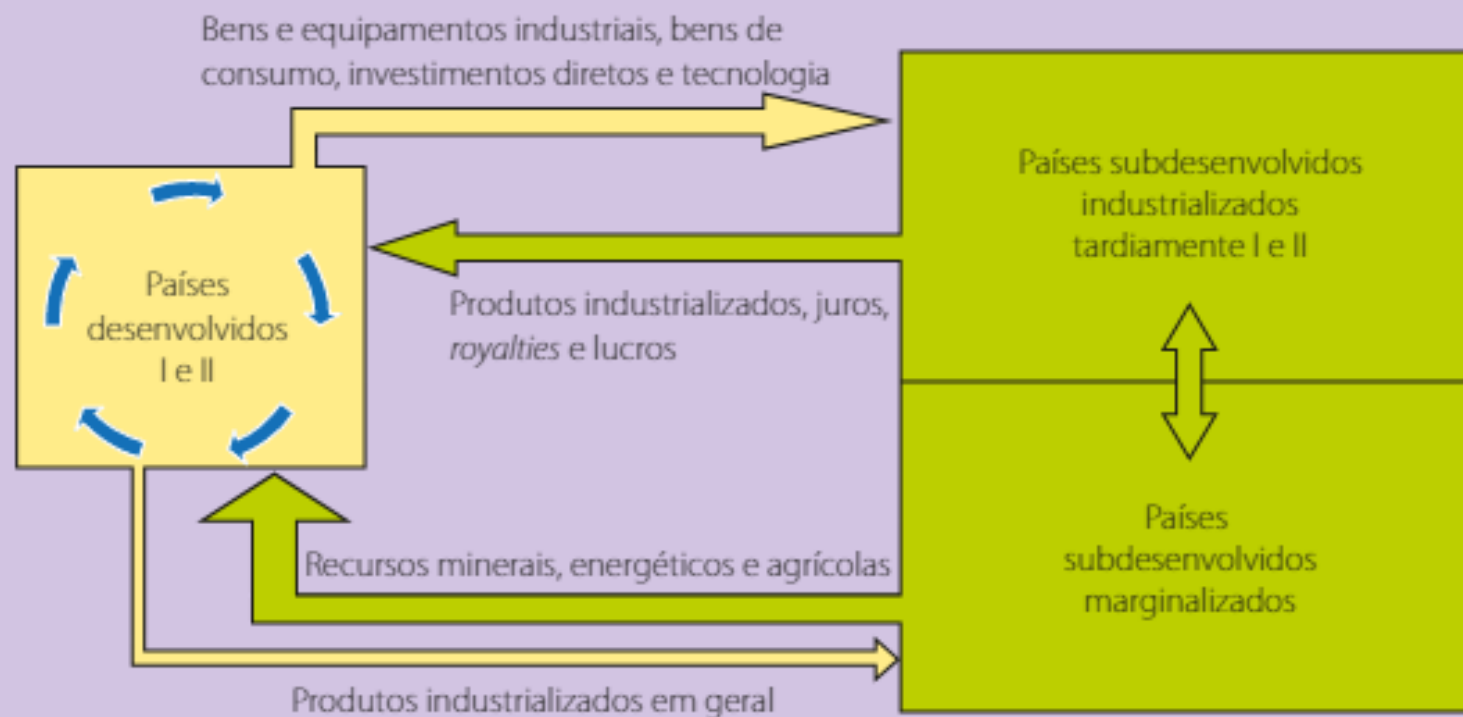 Bens e equipamentos industriais, bens de
consumo, investimentos diretos e tecnologia
Países
desenvolvidos
I e II
Países subdesenvolvidos
industrializados
tardiamente I e II
Produtos industrializados, juros,
royalties e lucros
Países
subdesenvolvidos
marginalizados
Recursos minerais, energéticos e agrícolas
Produtos industrializados em geral